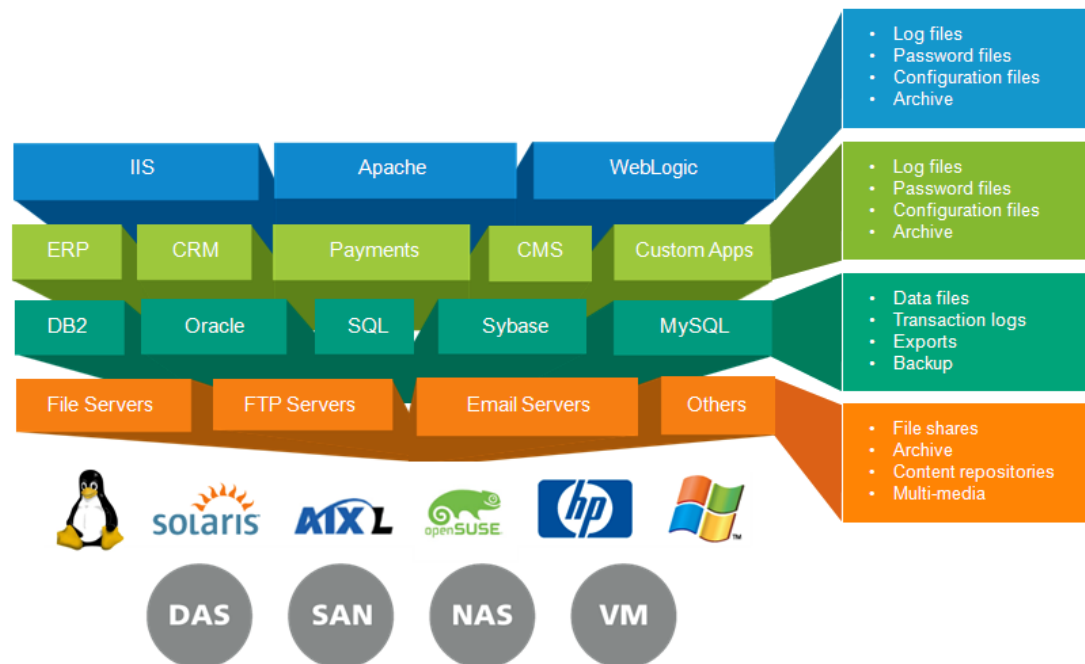 • Log files
• Password files
• Configuration files
• Archive
IIS Apache WebLogic
• Log files
• Password files
• Configuration files
• Archive
ERP CRM Payments CMS Custom Apps
• Data files
• Transaction logs
• Exports
• Backup
DB2 Oracle SQL Sybase MySQL
File Servers FTP Servers Email Servers Others
• File shares
• Archive
• Content repositories
• Multi-media
solaris AIX L openSUSE hp TM
DAS SAN NAS VM